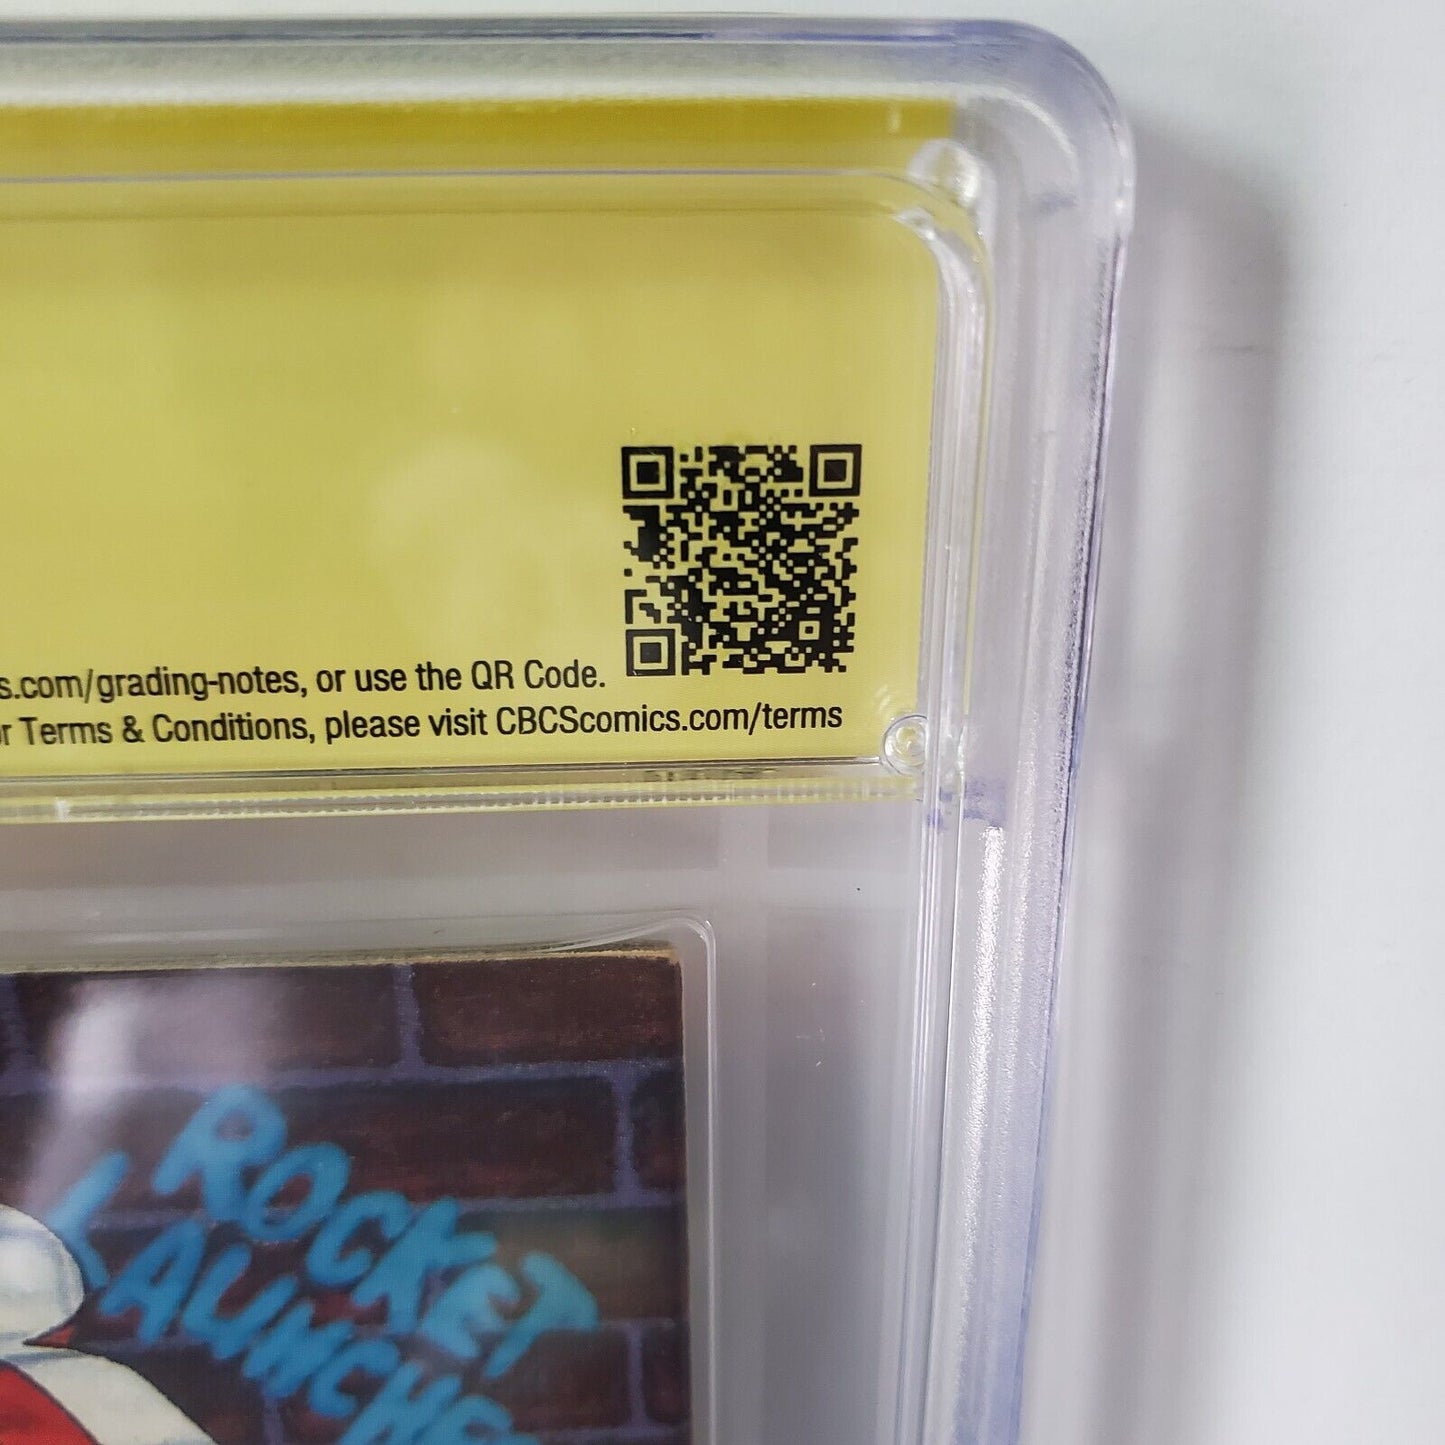 s.com/grading-notes, or use the QR Code.
r Terms & Conditions, please visit CBCScomics.com/terms
ROCKET
LAUNCHE